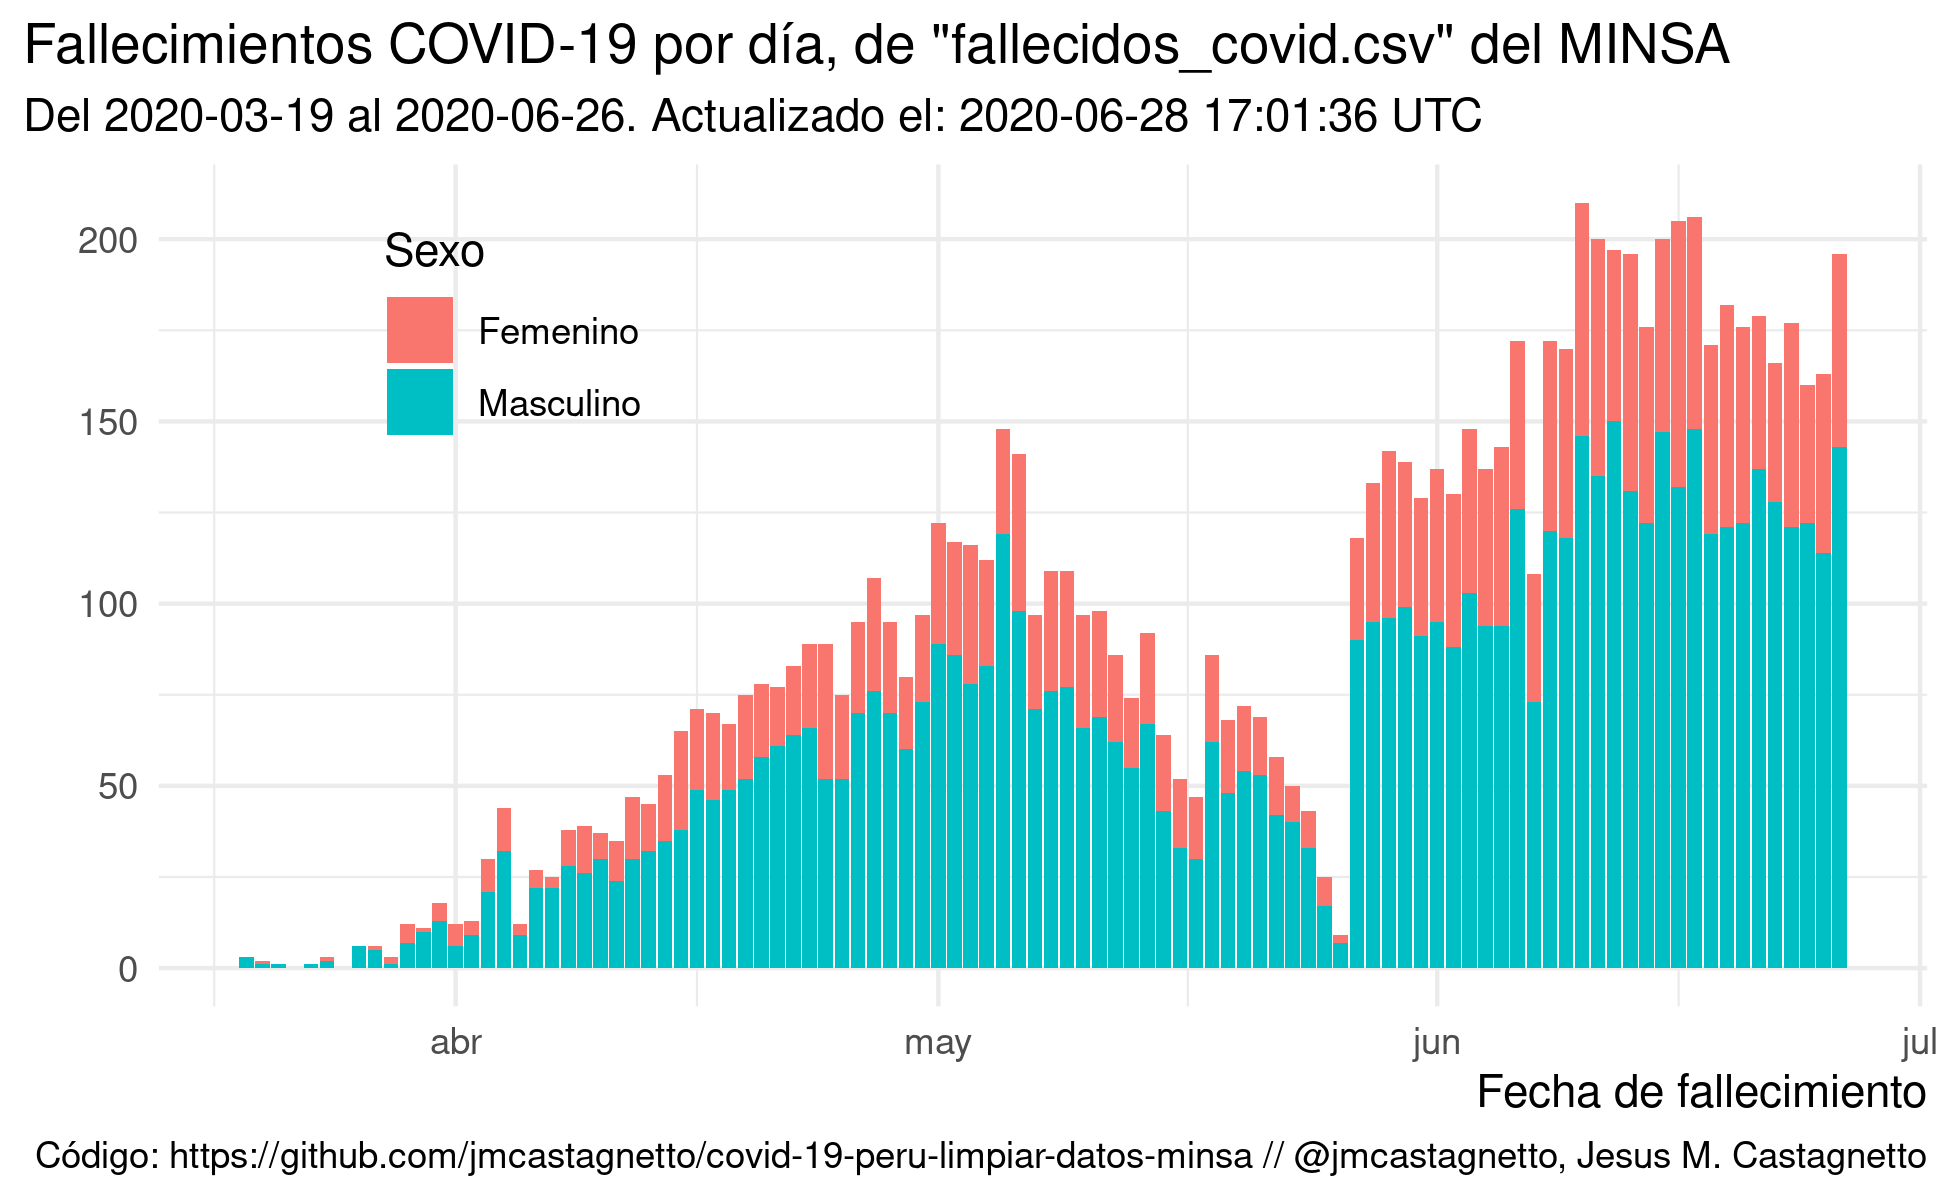 Fallecimientos COVID-19 por día, de "fallecidos_covid.csv" del MINSA
Del 2020-03-19 al 2020-06-26. Actualizado el: 2020-06-28 17:01:36 UTC
Sexo
Femenino
Masculino
200
150
100
50
0
abr may jun jul
Fecha de fallecimiento
Código: https://github.com/jmcastagnetto/covid-19-peru-limpiar-datos-minsa // @jmcastagnetto, Jesus M. Castagnetto